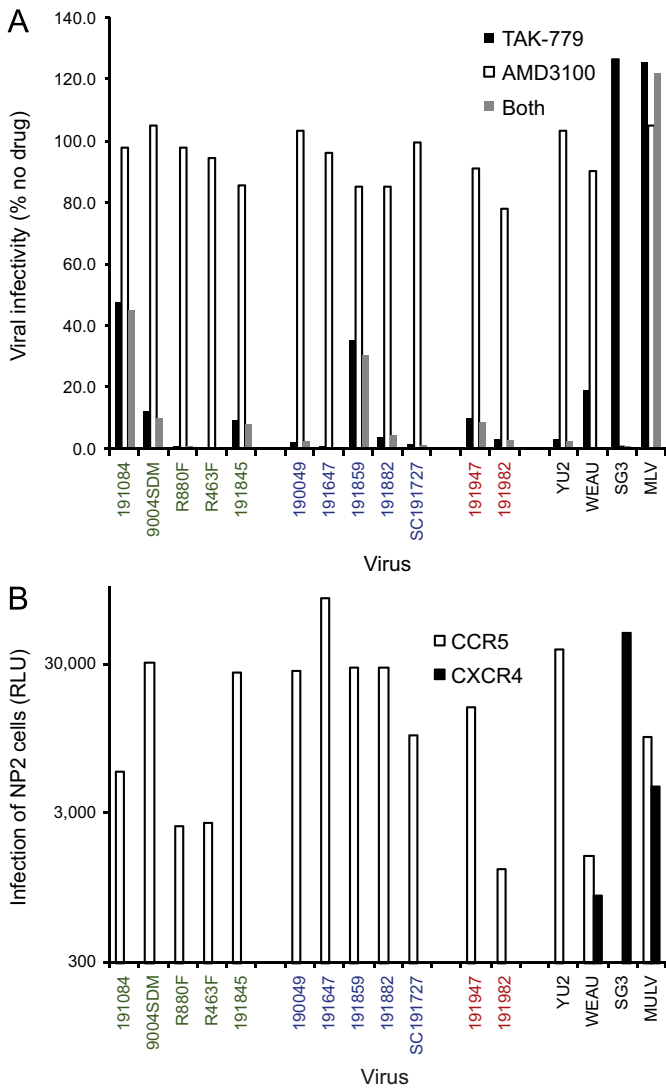 A
140.0
120.0
100.0
80.0
60.0
40.0
20.0
0.0
Viral infectivity (% no drug)
TAK-779
AMD3100
Both
191084
9004SDM
R880F
R463F
191845
190049
191647
191859
191882
SC191727
191947
191982
YU2
WEAU
SG3
MLV
Virus
B
30,000
3,000
300
Infection of NP2 cells (RLU)
CCR5
CXCR4
191084
9004SDM
R880F
R463F
191845
190049
191647
191859
191882
SC191727
191947
191982
YU2
WEAU
SG3
MULV
Virus